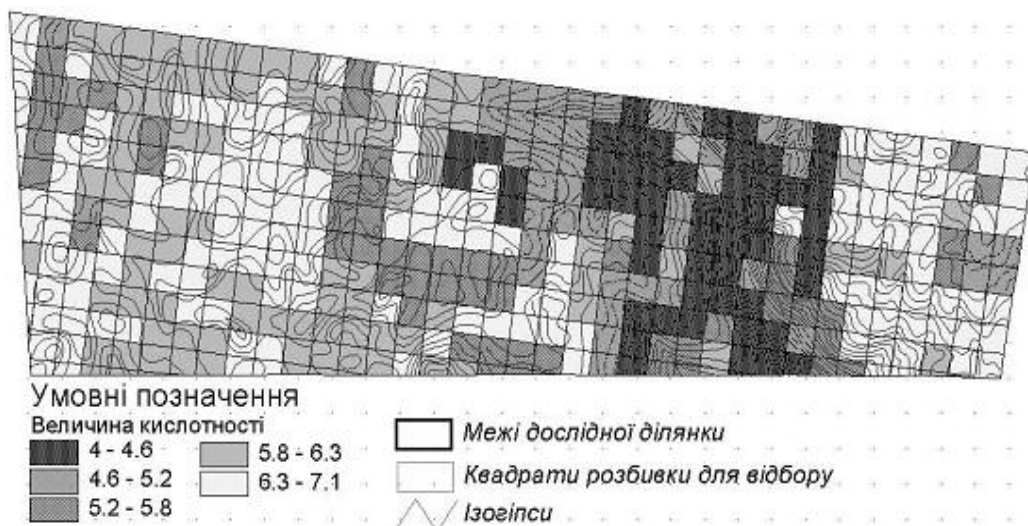 Умовні позначення
Величина кислотності
4 - 4.6
4.6 - 5.2
5.2 - 5.8
5.8 - 6.3
6.3 - 7.1
Межі дослідної ділянки
Квадрати розбивки для відбору
Ізогіпси